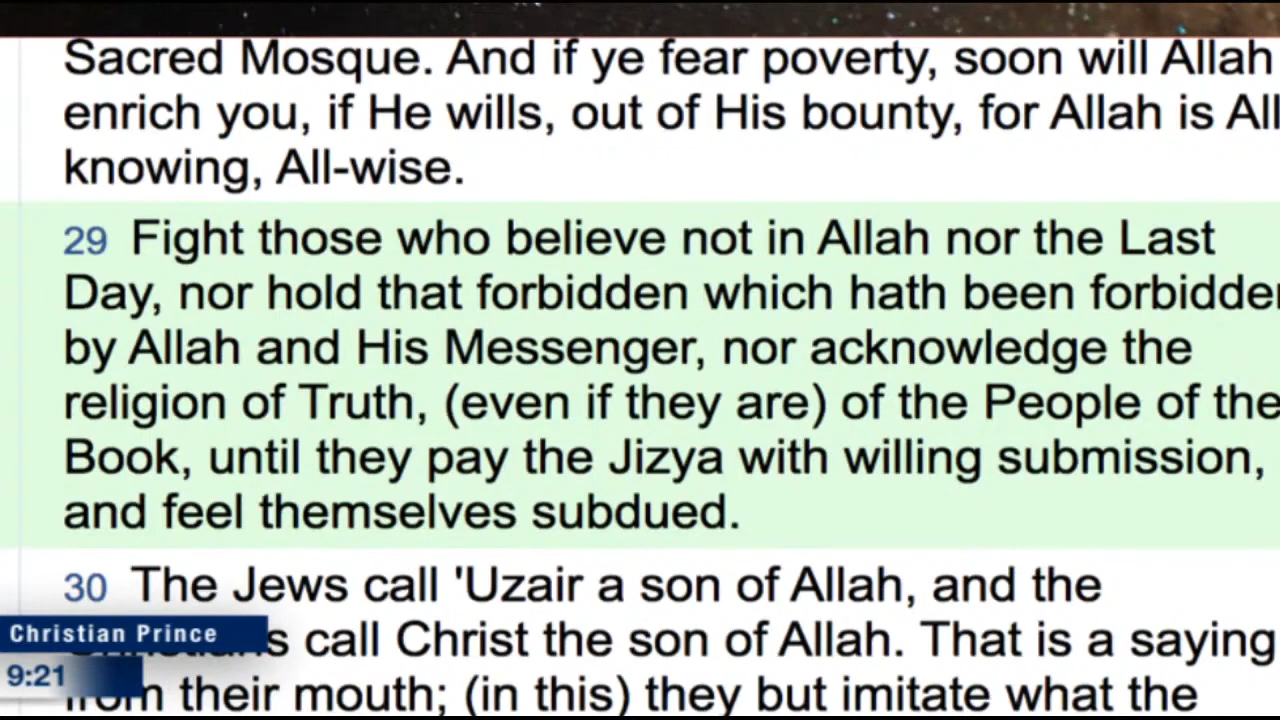 Sacred Mosque. And if ye fear poverty, soon will Allah
enrich you, if He wills, out of His bounty, for Allah is All
knowing, All-wise.
29 Fight those who believe not in Allah nor the Last
Day, nor hold that forbidden which hath been forbidden
by Allah and His Messenger, nor acknowledge the
religion of Truth, (even if they are) of the People of the
Book, until they pay the Jizya with willing submission,
and feel themselves subdued.
30 The Jews call 'Uzair a son of Allah, and the
Christian Prince
call Christ the son of Allah. That is a saying
9:21
from their mouth; (in this) they but imitate what the